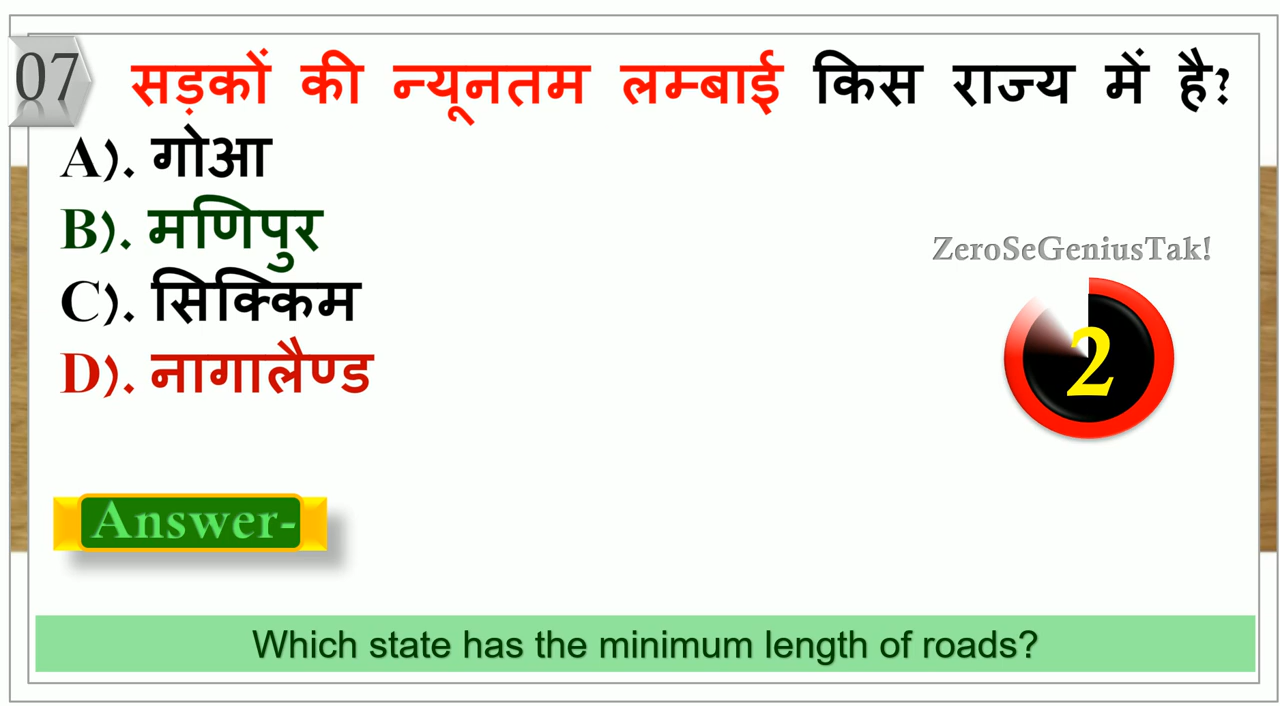 07 सड़कों की न्यूनतम लम्बाई किस राज्य में है?
A). गोआ
B). मणिपुर
C). सिक्किम
D). नागालैण्ड
ZeroSeGeniusTak!
2
Answer-
Which state has the minimum length of roads?